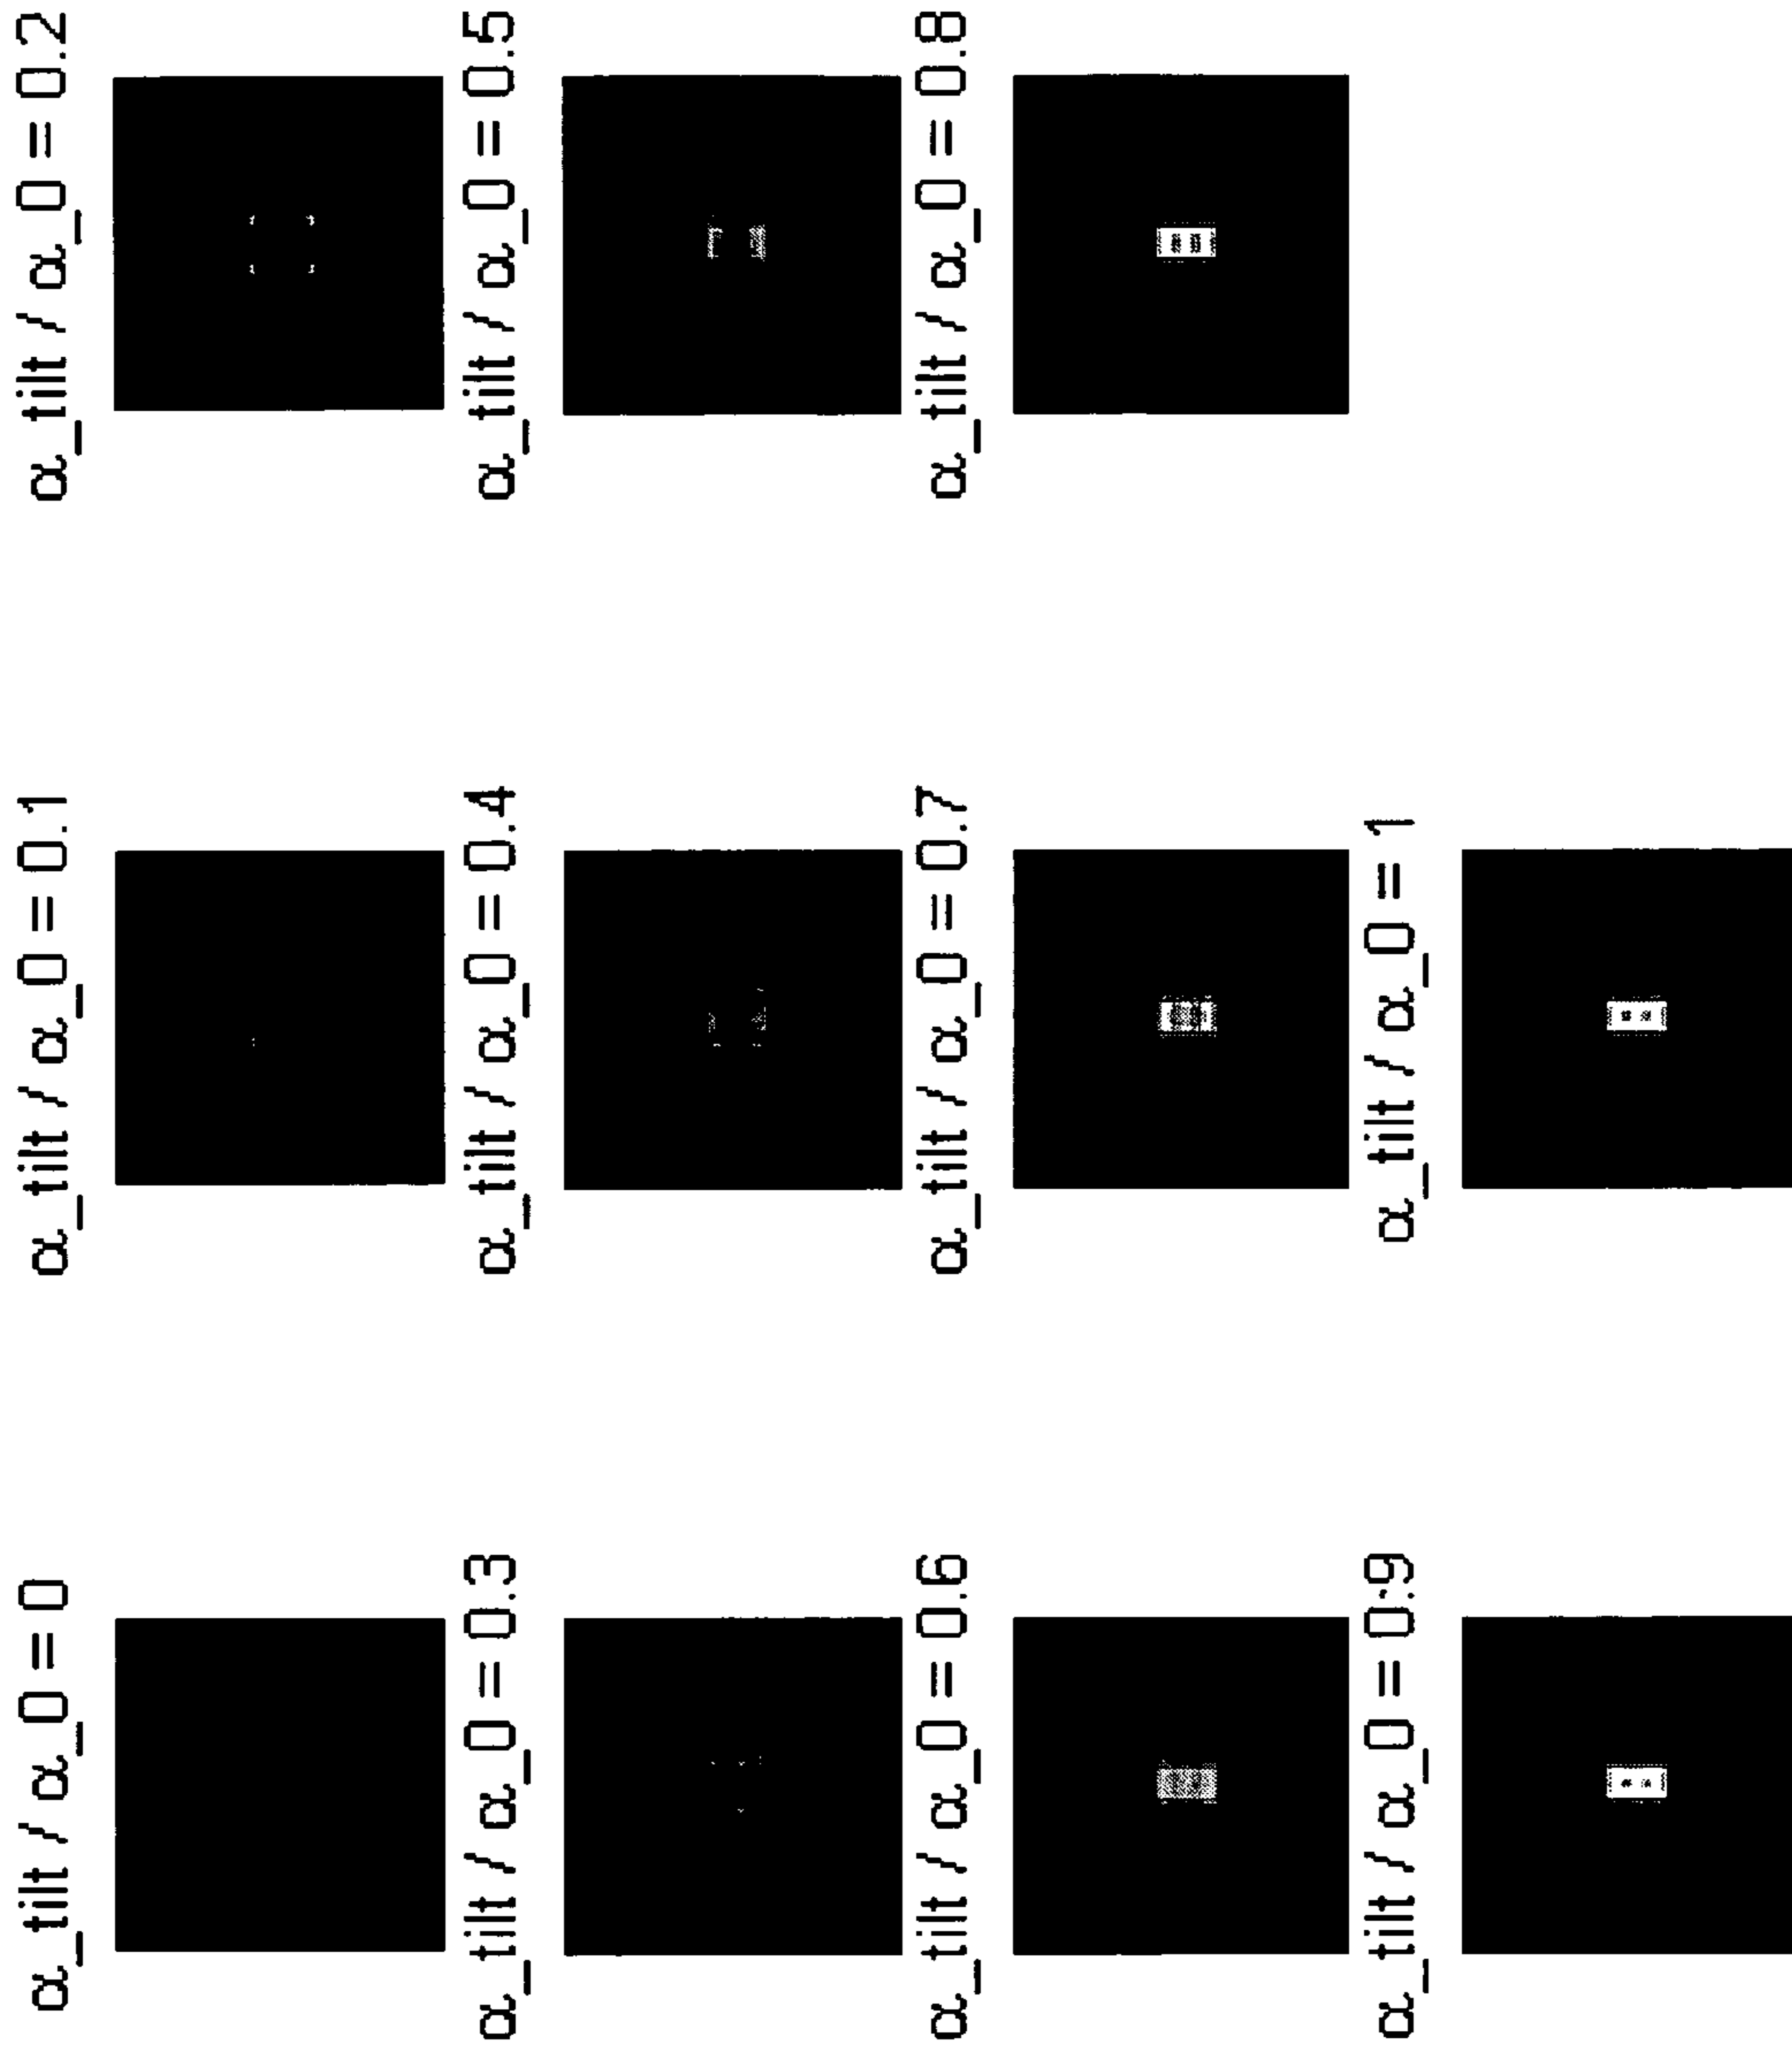 α_tilt / α_0 = 0
α_tilt / α_0 = 0.1
α_tilt / α_0 = 0.2
α_tilt / α_0 = 0.3
α_tilt / α_0 = 0.4
α_tilt / α_0 = 0.5
α_tilt / α_0 = 0.6
α_tilt / α_0 = 0.7
α_tilt / α_0 = 0.8
α_tilt / α_0 = 0.9
α_tilt / α_0 = 1